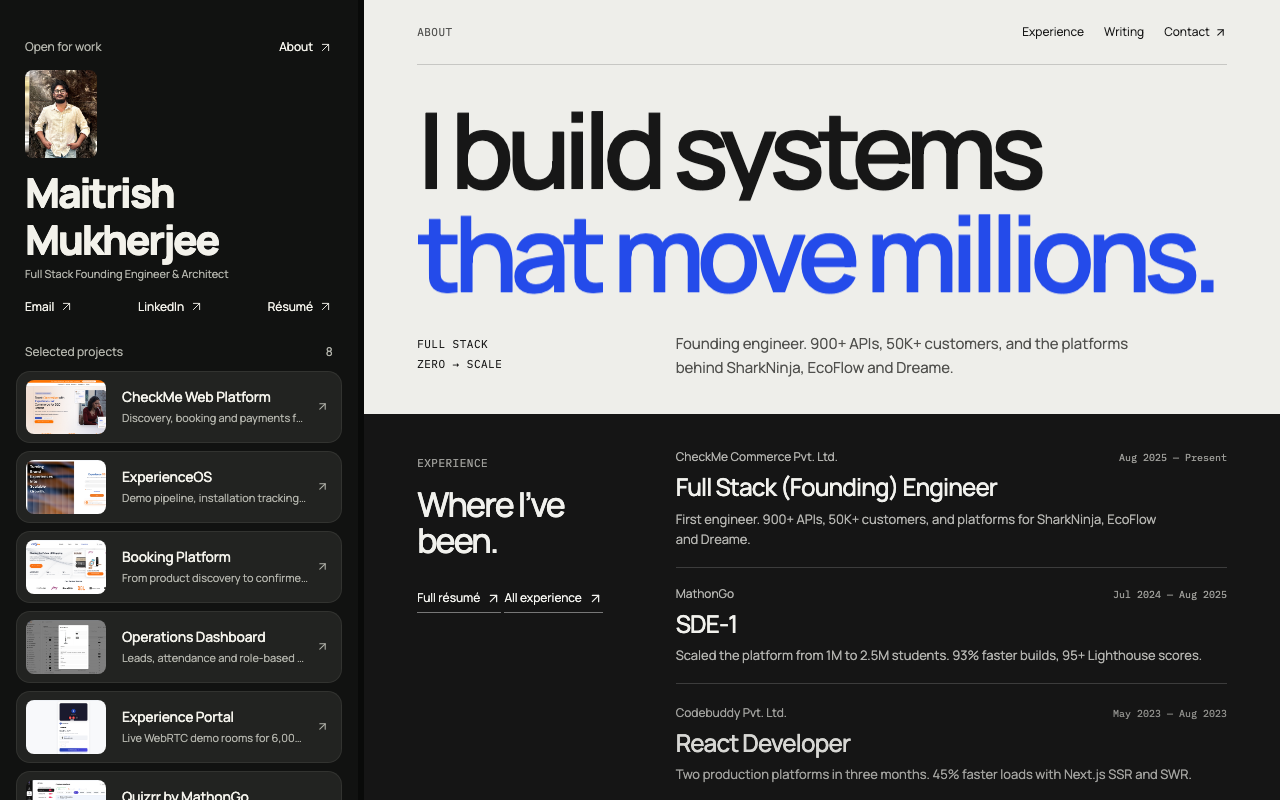 Open for work
About ↗
Maitrish
Mukherjee
Full Stack Founding Engineer & Architect
Email ↗
LinkedIn ↗
Résumé ↗
Selected projects
8
CheckMe Web Platform
Discovery, booking and payments f...
ExperienceOS
Demo pipeline, installation tracking...
Booking Platform
From product discovery to confirme...
Operations Dashboard
Leads, attendance and role-based ...
Experience Portal
Live WebRTC demo rooms for 6,00...
Quizrr by MathonGo
ABOUT
Experience
Writing
Contact ↗
I build systems
that move millions.
FULL STACK
ZERO → SCALE
Founding engineer. 900+ APIs, 50K+ customers, and the platforms
behind SharkNinja, EcoFlow and Dreame.
EXPERIENCE
Where I've
been.
Full résumé ↗
All experience ↗
CheckMe Commerce Pvt. Ltd.
Aug 2025 — Present
Full Stack (Founding) Engineer
First engineer. 900+ APIs, 50K+ customers, and platforms for SharkNinja, EcoFlow
and Dreame.
MathonGo
Jul 2024 — Aug 2025
SDE-1
Scaled the platform from 1M to 2.5M students. 93% faster builds, 95+ Lighthouse scores.
Codebuddy Pvt. Ltd.
May 2023 — Aug 2023
React Developer
Two production platforms in three months. 45% faster loads with Next.js SSR and SWR.